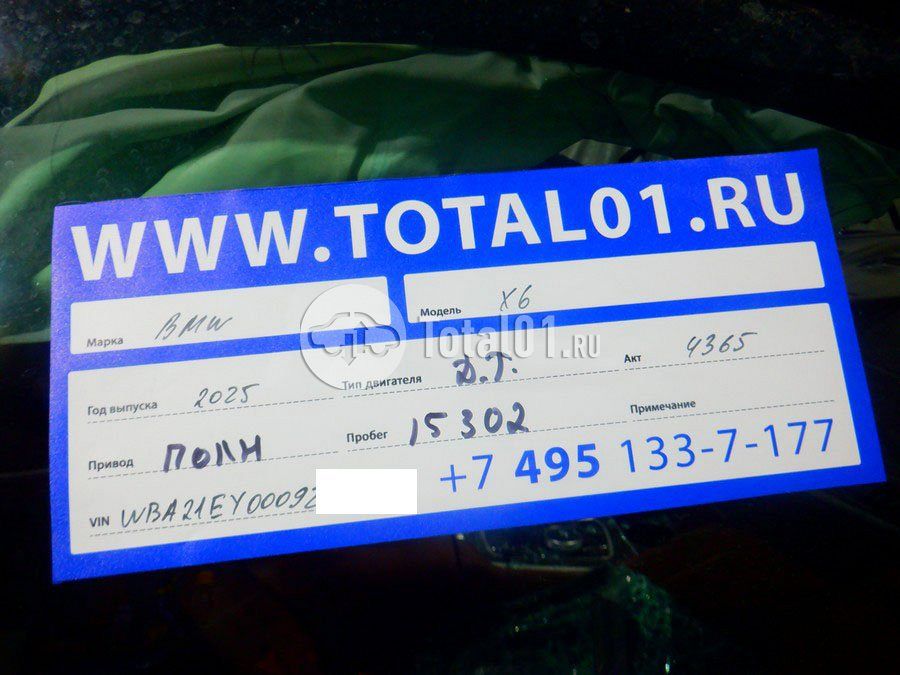 WWW.TOTAL01.RU
Марка BMW Модель X6
Total01.RU
Год выпуска 2025 Тип двигателя Д.Т. Акт 4365
Привод ПОЛН Пробег 15302 Примечание
VIN WBA21EY0009Z +7 495 133-7-177